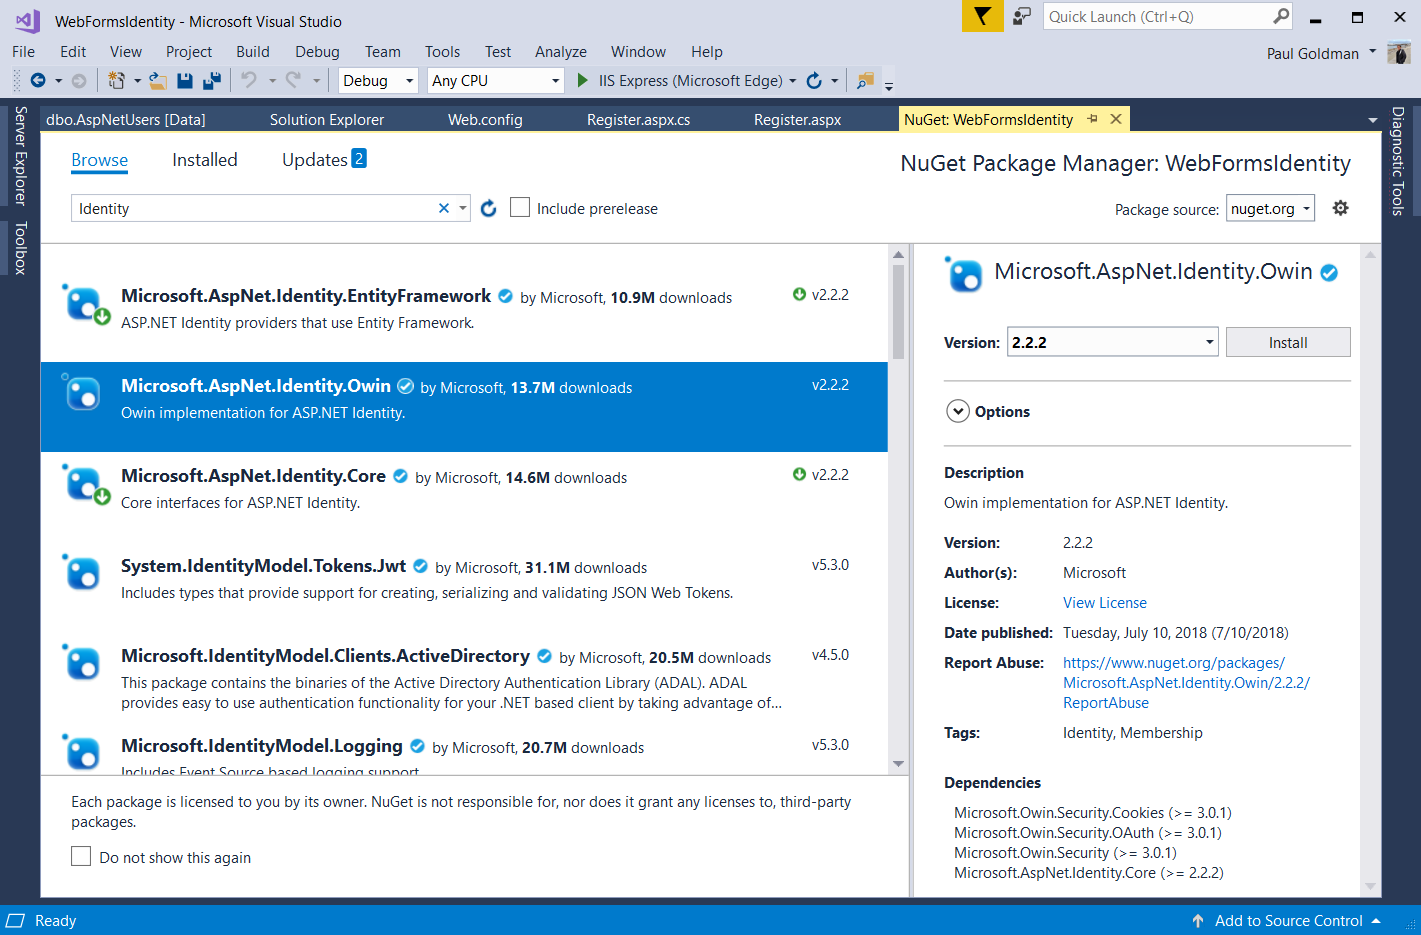 WebFormsIdentity - Microsoft Visual Studio
Quick Launch (Ctrl+Q)
File Edit View Project Build Debug Team Tools Test Analyze Window Help
Paul Goldman
Debug Any CPU IIS Express (Microsoft Edge)
Server Explorer
Toolbox
dbo.AspNetUsers [Data] Solution Explorer Web.config Register.aspx.cs Register.aspx NuGet: WebFormsIdentity
Diagnostic Tools
Browse Installed Updates 2
NuGet Package Manager: WebFormsIdentity
Identity
Include prerelease
Package source: nuget.org
Microsoft.AspNet.Identity.EntityFramework by Microsoft, 10.9M downloads v2.2.2
ASP.NET Identity providers that use Entity Framework.
Microsoft.AspNet.Identity.Owin by Microsoft, 13.7M downloads v2.2.2
Owin implementation for ASP.NET Identity.
Microsoft.AspNet.Identity.Core by Microsoft, 14.6M downloads v2.2.2
Core interfaces for ASP.NET Identity.
System.IdentityModel.Tokens.Jwt by Microsoft, 31.1M downloads v5.3.0
Includes types that provide support for creating, serializing and validating JSON Web Tokens.
Microsoft.IdentityModel.Clients.ActiveDirectory by Microsoft, 20.5M downloads v4.5.0
This package contains the binaries of the Active Directory Authentication Library (ADAL). ADAL
provides easy to use authentication functionality for your .NET based client by taking advantage of...
Microsoft.IdentityModel.Logging by Microsoft, 20.7M downloads v5.3.0
Includes Event Source based logging support
Each package is licensed to you by its owner. NuGet is not responsible for, nor does it grant any licenses to, third-party
packages.
Do not show this again
Microsoft.AspNet.Identity.Owin
Version: 2.2.2 Install
Options
Description
Owin implementation for ASP.NET Identity.
Version: 2.2.2
Author(s): Microsoft
License: View License
Date published: Tuesday, July 10, 2018 (7/10/2018)
Report Abuse: https://www.nuget.org/packages/
Microsoft.AspNet.Identity.Owin/2.2.2/
ReportAbuse
Tags: Identity, Membership
Dependencies
Microsoft.Owin.Security.Cookies (>= 3.0.1)
Microsoft.Owin.Security.OAuth (>= 3.0.1)
Microsoft.Owin.Security (>= 3.0.1)
Microsoft.AspNet.Identity.Core (>= 2.2.2)
Ready
Add to Source Control